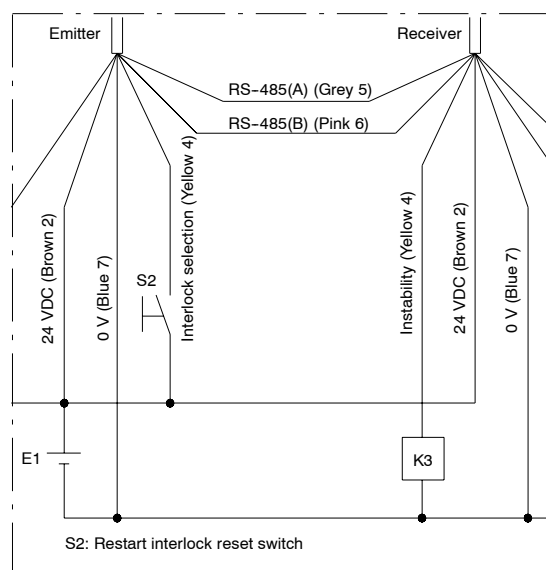 Emitter
Receiver
RS-485(A) (Grey 5)
RS-485(B) (Pink 6)
24 VDC (Brown 2)
0 V (Blue 7)
S2
Interlock selection (Yellow 4)
Instability (Yellow 4)
24 VDC (Brown 2)
0 V (Blue 7)
E1
K3
S2: Restart interlock reset switch